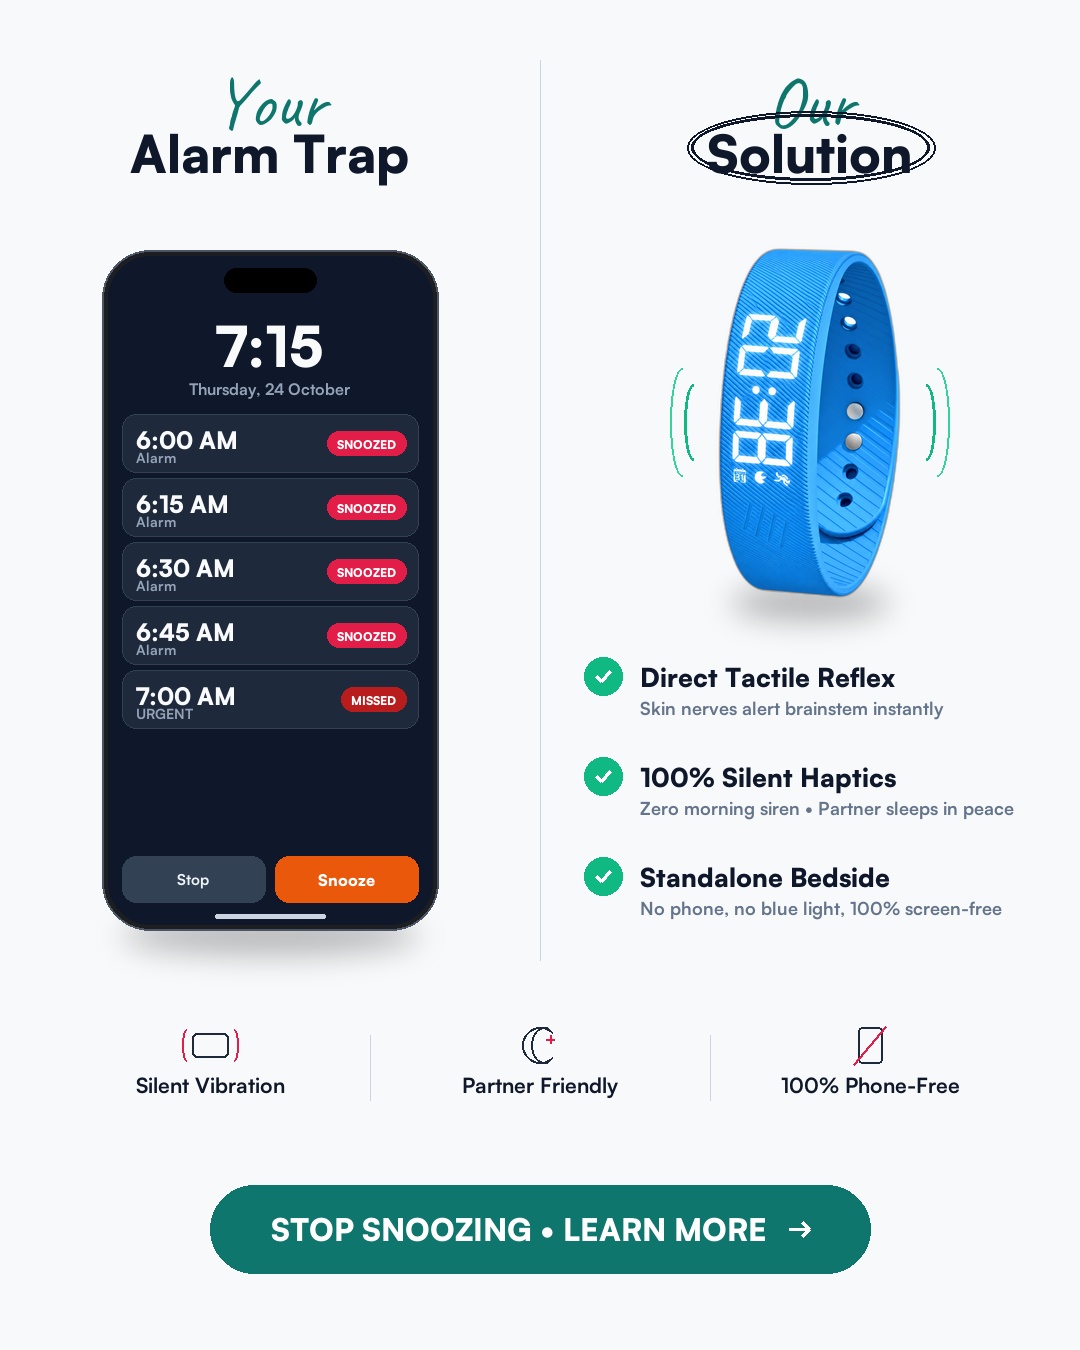 Your
Alarm Trap
7:15
Thursday, 24 October
6:00 AM
Alarm
SNOOZED
6:15 AM
Alarm
SNOOZED
6:30 AM
Alarm
SNOOZED
6:45 AM
Alarm
SNOOZED
7:00 AM
URGENT
MISSED
Stop
Snooze
Our
Solution
02:38
Direct Tactile Reflex
Skin nerves alert brainstem instantly
100% Silent Haptics
Zero morning siren • Partner sleeps in peace
Standalone Bedside
No phone, no blue light, 100% screen-free
Silent Vibration
Partner Friendly
100% Phone-Free
STOP SNOOZING • LEARN MORE →